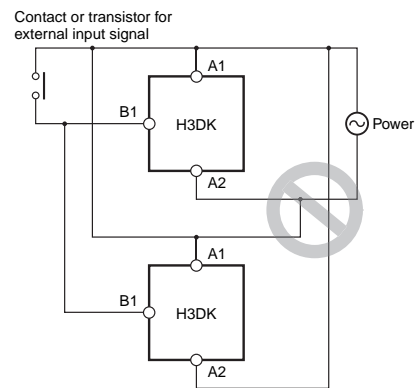 Contact or transistor for
external input signal
A1
B1
H3DK
Power
A2
A1
B1
H3DK
A2